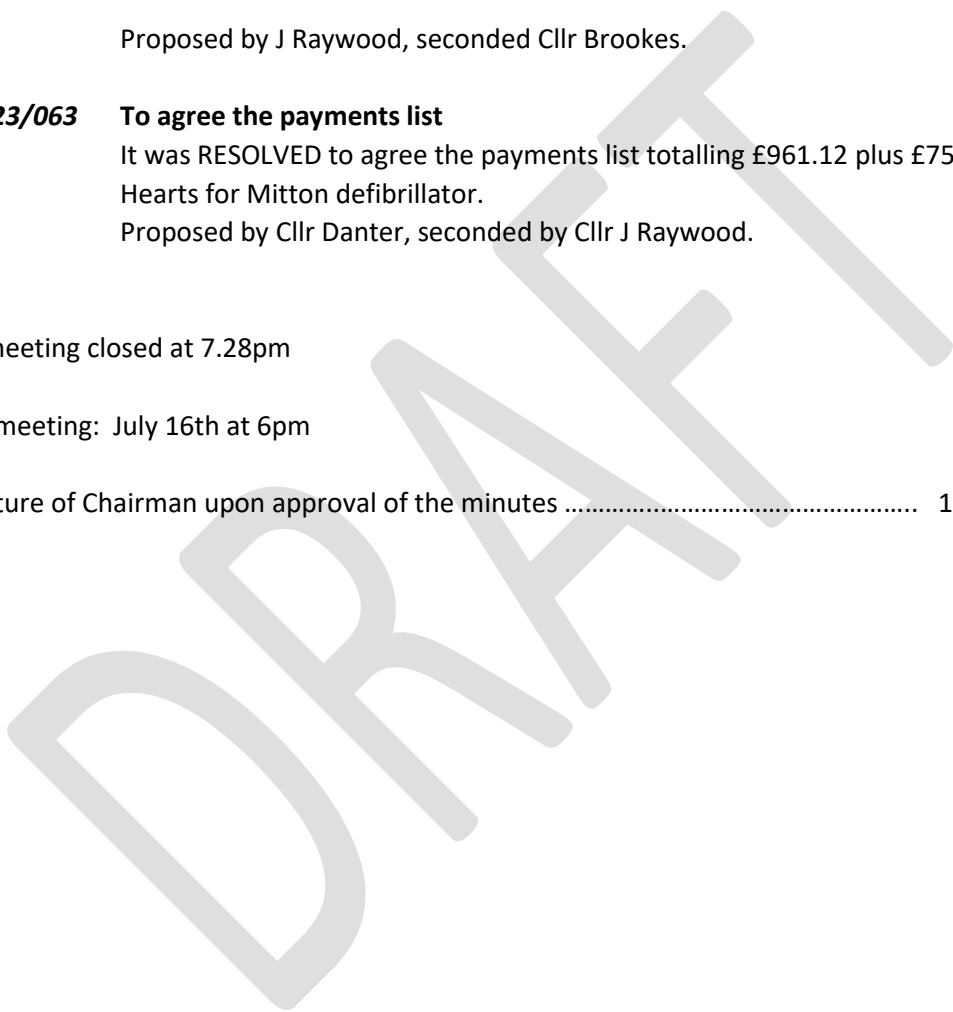 Proposed by J Raywood, seconded Cllr Brookes.
23/063 To agree the payments list
It was RESOLVED to agree the payments list totalling £961.12 plus £75
Hearts for Mitton defibrillator.
Proposed by Cllr Danter, seconded by Cllr J Raywood.
meeting closed at 7.28pm
meeting: July 16th at 6pm
ture of Chairman upon approval of the minutes …………..……………………………….. 1
DRAFT